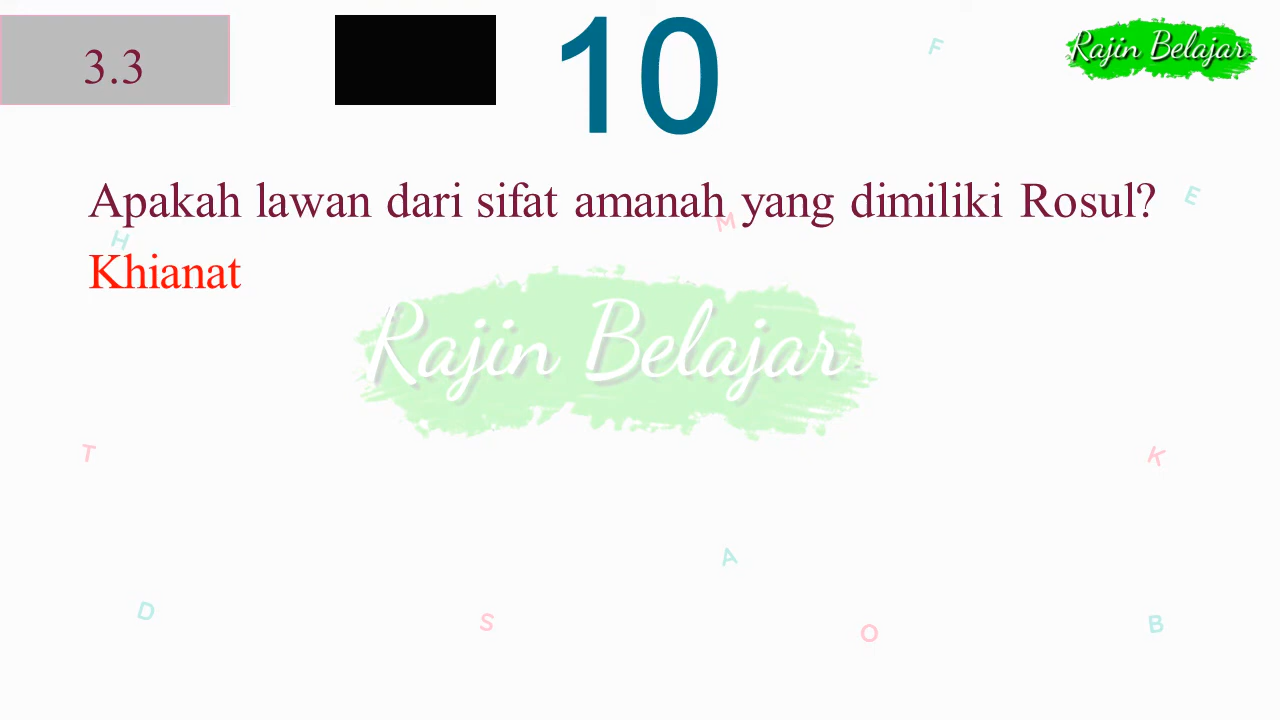 3.3
10
Rajin Belajar
F
Apakah lawan dari sifat amanah yang dimiliki Rosul?
E
M
H
Khianat
Rajin Belajar
T
K
A
D
S
O
B